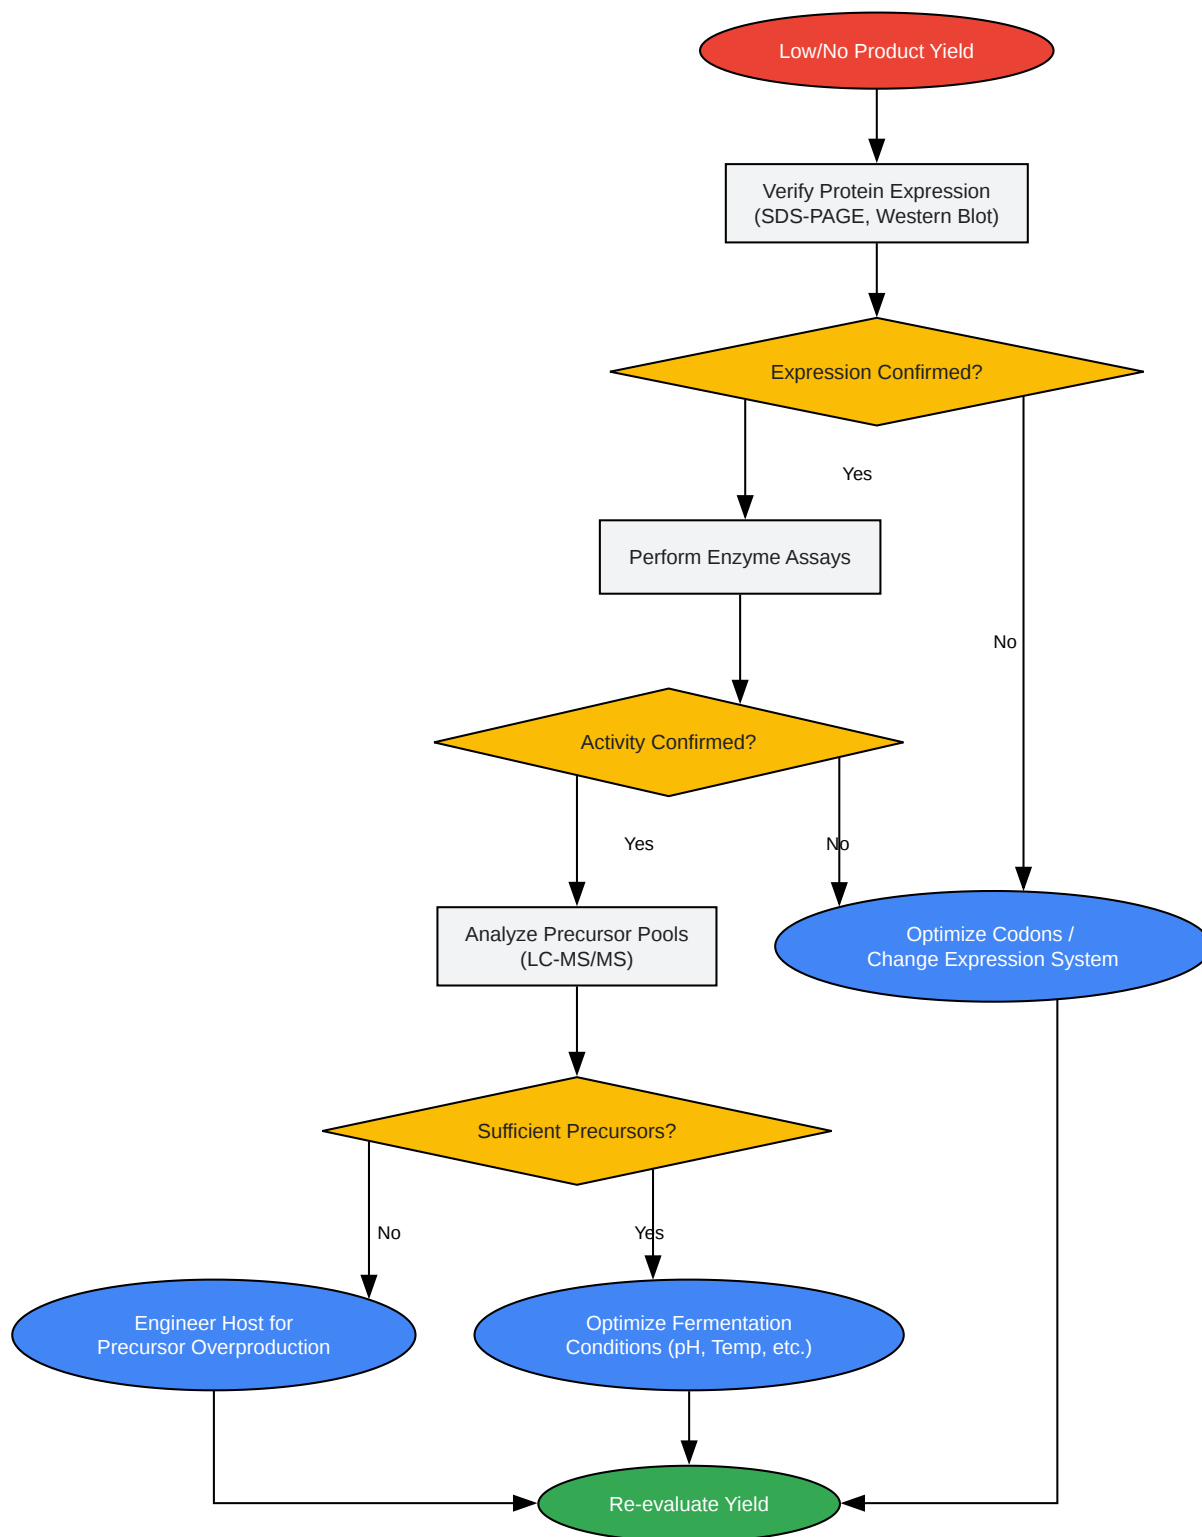 Low/No Product Yield
Verify Protein Expression
(SDS-PAGE, Western Blot)
Expression Confirmed?
Yes
Perform Enzyme Assays
No
Activity Confirmed?
Yes
No
Analyze Precursor Pools
(LC-MS/MS)
Optimize Codons /
Change Expression System
Sufficient Precursors?
No
Yes
Engineer Host for
Precursor Overproduction
Optimize Fermentation
Conditions (pH, Temp, etc.)
Re-evaluate Yield